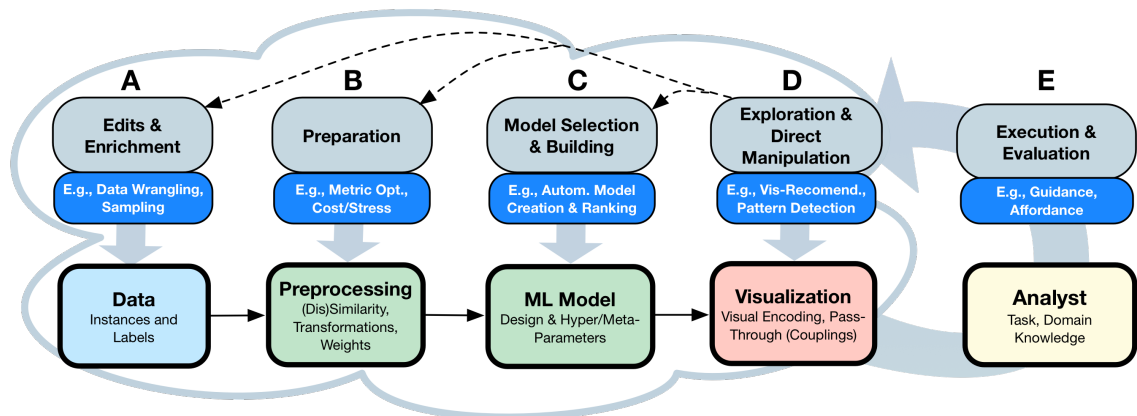 A
B
C
D
E
Edits &
Enrichment
Preparation
Model Selection
& Building
Exploration &
Direct
Manipulation
Execution &
Evaluation
E.g., Data Wrangling,
Sampling
E.g., Metric Opt.,
Cost/Stress
E.g., Autom. Model
Creation & Ranking
E.g., Vis-Recomend.,
Pattern Detection
E.g., Guidance,
Affordance
Data
Instances and
Labels
Preprocessing
(Dis)Similarity,
Transformations,
Weights
ML Model
Design & Hyper/Meta-
Parameters
Visualization
Visual Encoding, Pass-
Through (Couplings)
Analyst
Task, Domain
Knowledge